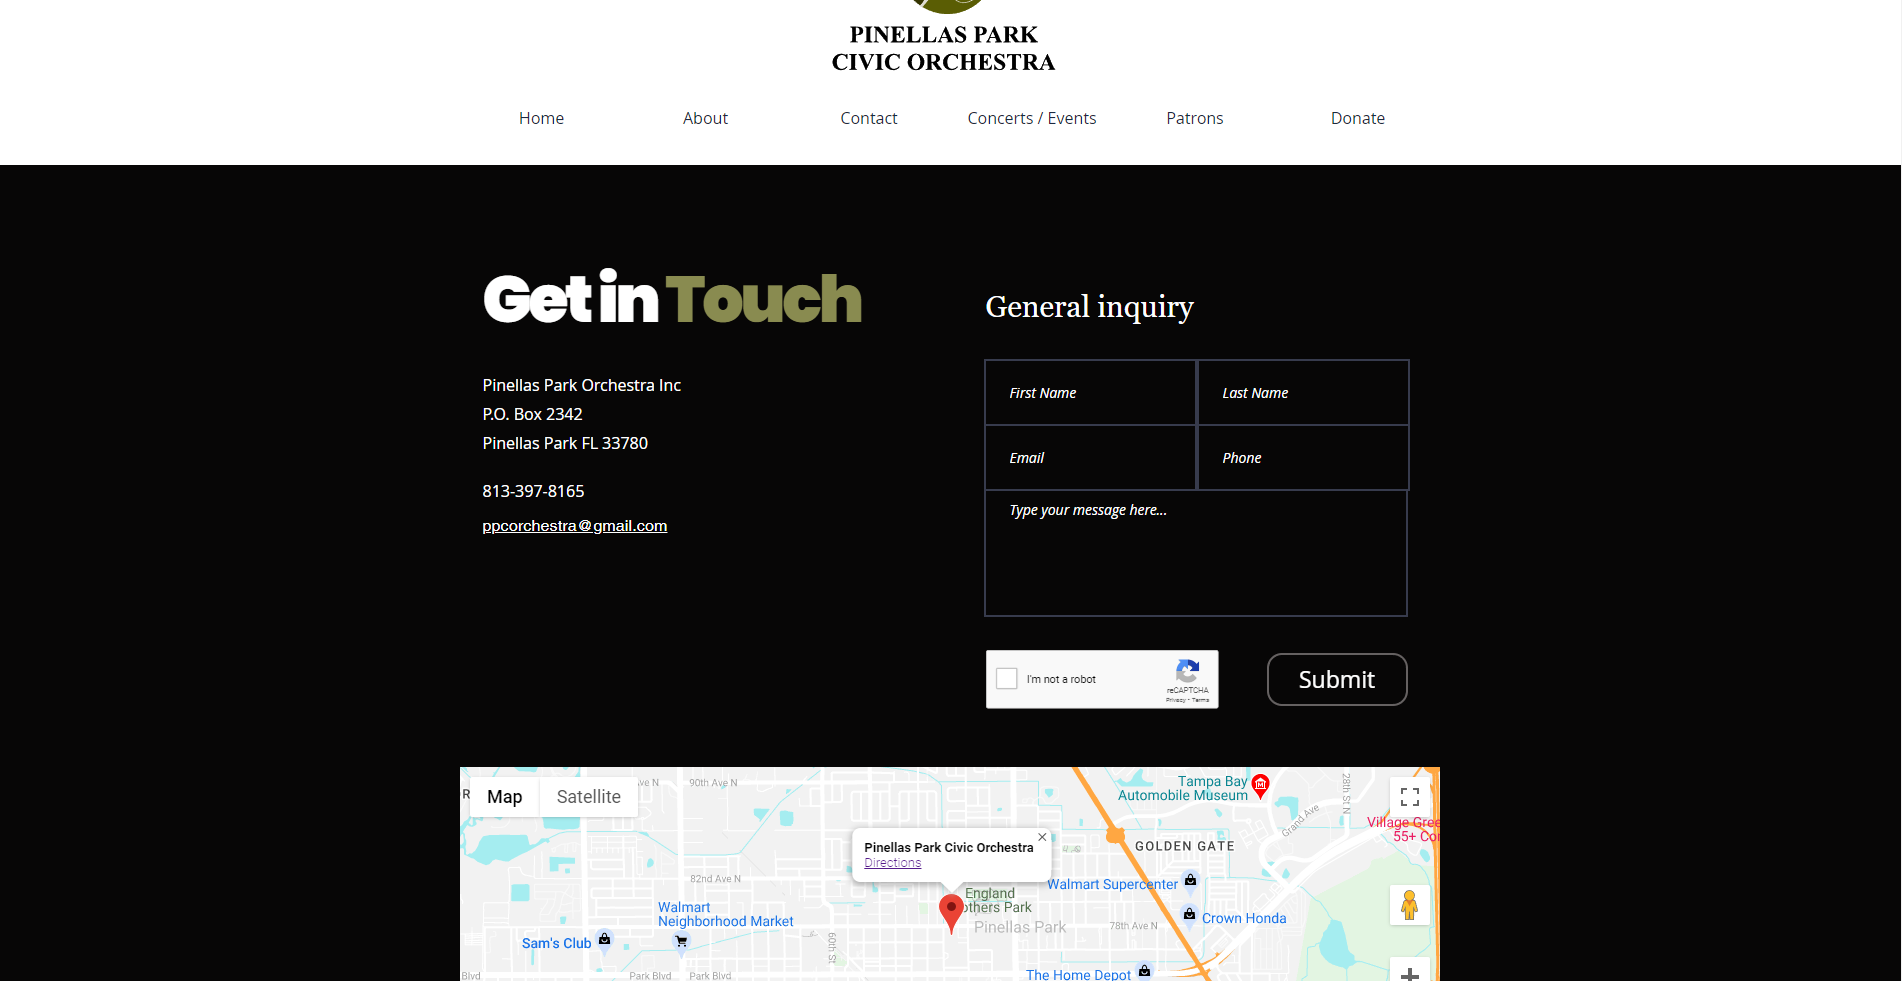 PINELLAS PARK
CIVIC ORCHESTRA
Home About Contact Concerts / Events Patrons Donate
Get in Touch
Pinellas Park Orchestra Inc
P.O. Box 2342
Pinellas Park FL 33780
813-397-8165
ppcorchestra@gmail.com
General inquiry
First Name Last Name
Email Phone
Type your message here...
I'm not a robot
reCAPTCHA
Privacy - Terms
Submit
Map Satellite
ve N
90th Ave N
Tampa Bay
Automobile Museum
28th St N
Grand Ave
Village Gree
55+ Co
GOLDEN GATE
Pinellas Park Civic Orchestra
Directions
82nd Ave N
England
others Park
Pinellas Park
Walmart Supercenter
Crown Honda
78th Ave N
Walmart
Neighborhood Market
Sam's Club
60th St
Blvd
Park Blvd
Park Blvd
The Home Depot